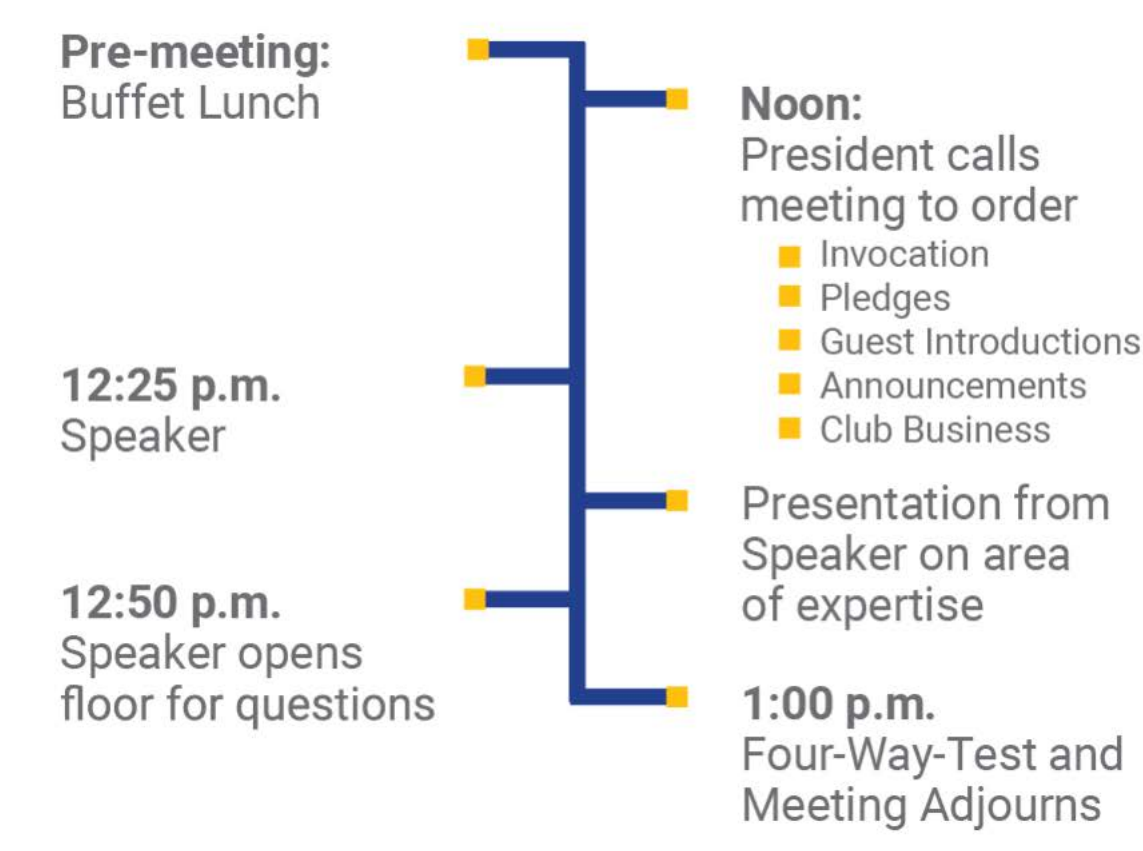 Pre-meeting:
Buffet Lunch
Noon:
President calls
meeting to order
Invocation
Pledges
Guest Introductions
Announcements
Club Business
12:25 p.m.
Speaker
Presentation from
Speaker on area
of expertise
12:50 p.m.
Speaker opens
floor for questions
1:00 p.m.
Four-Way-Test and
Meeting Adjourns